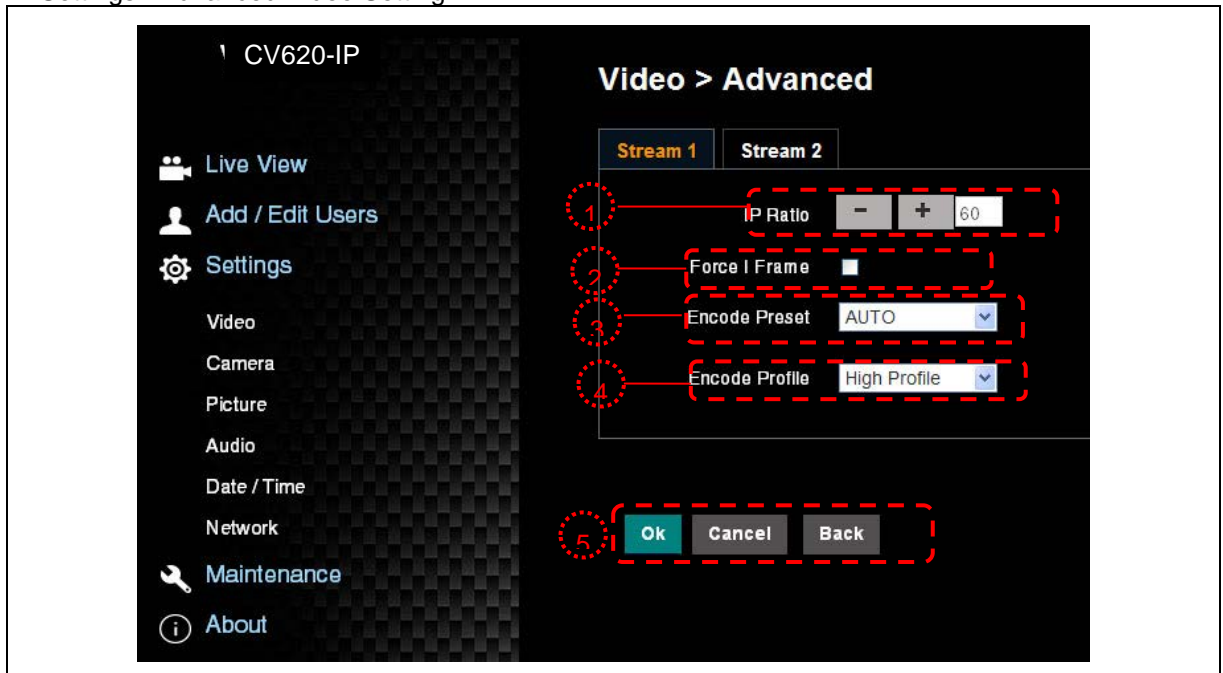 CV620-IP
Live View
Add / Edit Users
Settings
Video
Camera
Picture
Audio
Date / Time
Network
Maintenance
About
Video > Advanced
Stream 1 Stream 2
1 IP Ratio - + 60
2 Force I Frame
3 Encode Preset AUTO
4 Encode Profile High Profile
5 Ok Cancel Back